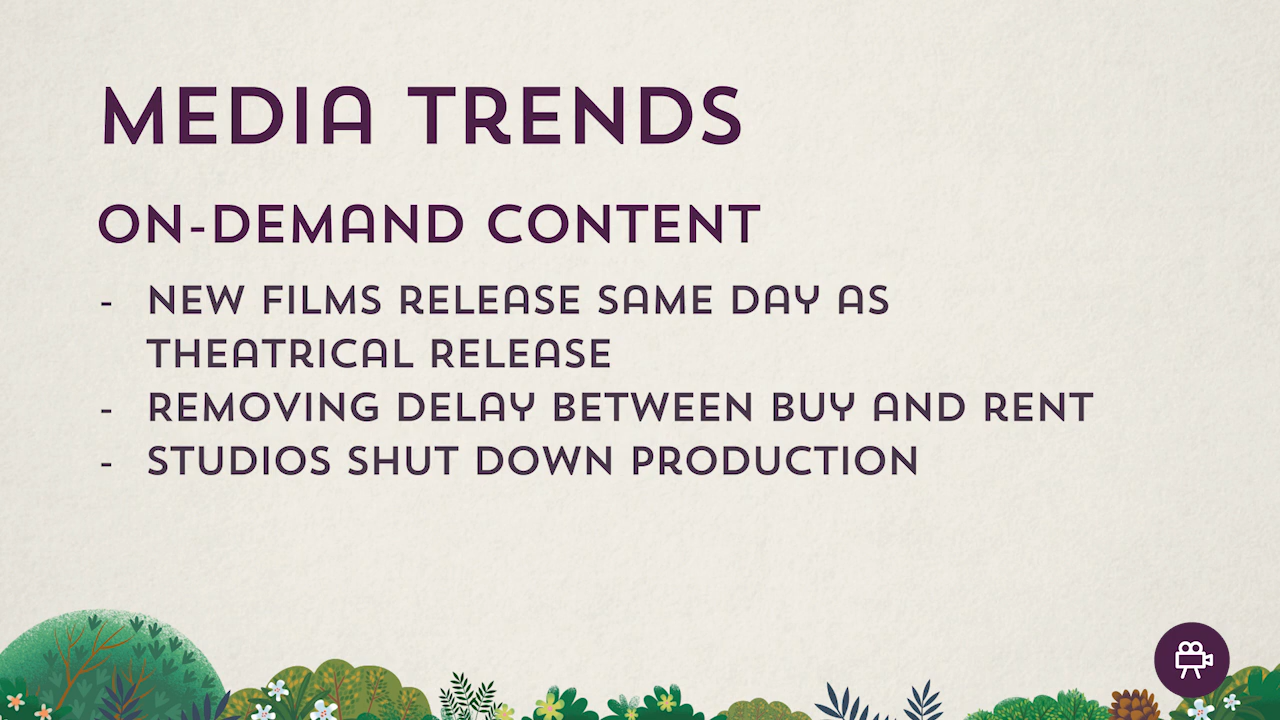 MEDIA TRENDS
ON-DEMAND CONTENT
- NEW FILMS RELEASE SAME DAY AS
THEATRICAL RELEASE
- REMOVING DELAY BETWEEN BUY AND RENT
- STUDIOS SHUT DOWN PRODUCTION